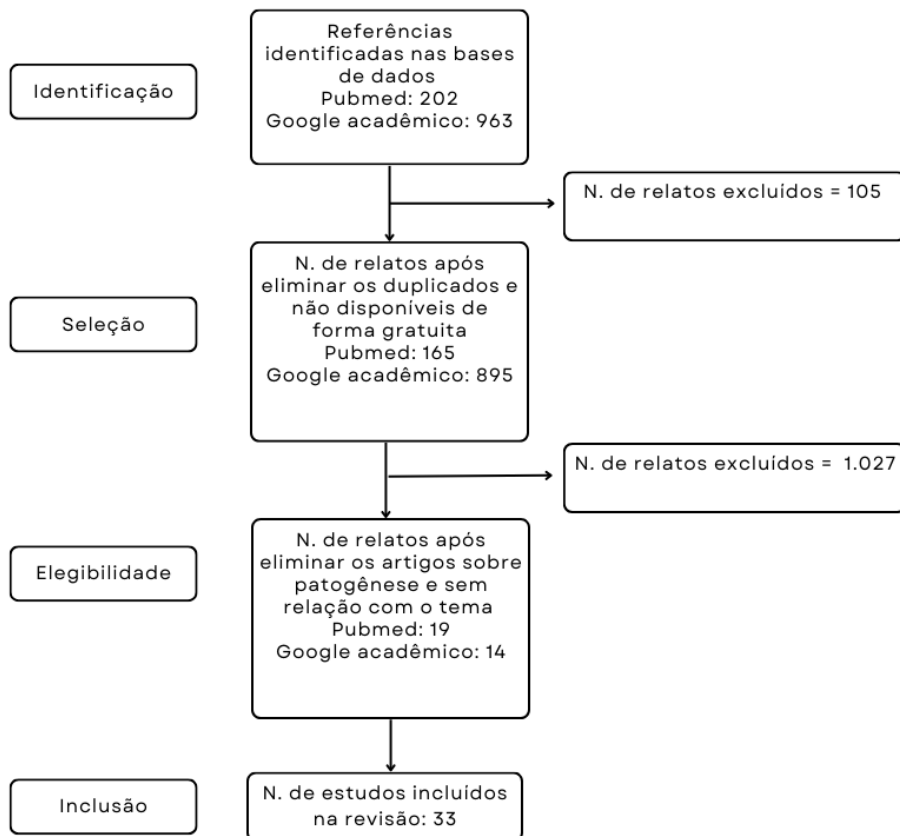 Identificação
Referências
identificadas nas bases
de dados
Pubmed: 202
Google acadêmico: 963
N. de relatos excluídos = 105
Seleção
N. de relatos após
eliminar os duplicados e
não disponíveis de
forma gratuita
Pubmed: 165
Google acadêmico: 895
N. de relatos excluídos = 1.027
Elegibilidade
N. de relatos após
eliminar os artigos sobre
patogênese e sem
relação com o tema
Pubmed: 19
Google acadêmico: 14
Inclusão
N. de estudos incluídos
na revisão: 33